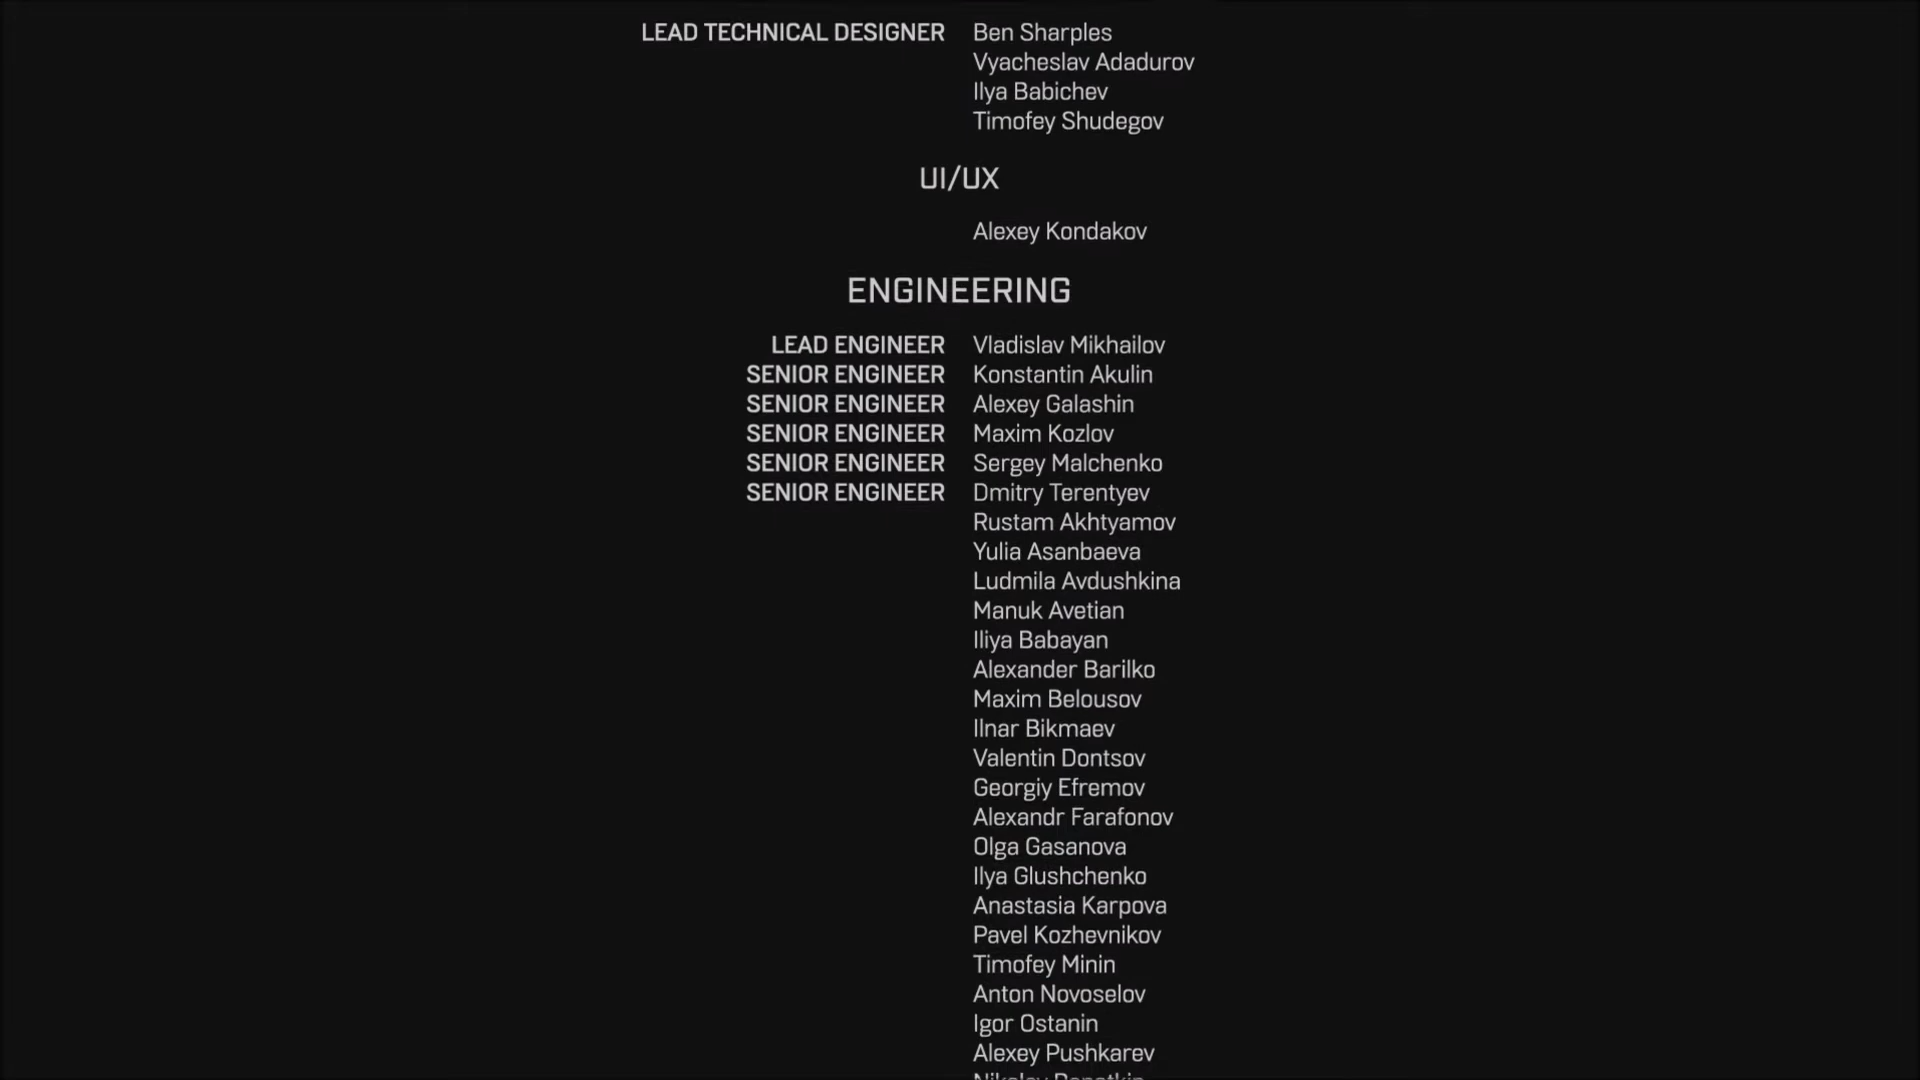 LEAD TECHNICAL DESIGNER Ben Sharples
Vyacheslav Adadurov
Ilya Babichev
Timofey Shudegov
UI/UX
Alexey Kondakov
ENGINEERING
LEAD ENGINEER Vladislav Mikhailov
SENIOR ENGINEER Konstantin Akulin
SENIOR ENGINEER Alexey Galashin
SENIOR ENGINEER Maxim Kozlov
SENIOR ENGINEER Sergey Malchenko
SENIOR ENGINEER Dmitry Terentyev
Rustam Akhtyamov
Yulia Asanbaeva
Ludmila Avdushkina
Manuk Avetian
Iliya Babayan
Alexander Barilko
Maxim Belousov
Ilnar Bikmaev
Valentin Dontsov
Georgiy Efremov
Alexandr Farafonov
Olga Gasanova
Ilya Glushchenko
Anastasia Karpova
Pavel Kozhevnikov
Timofey Minin
Anton Novoselov
Igor Ostanin
Alexey Pushkarev